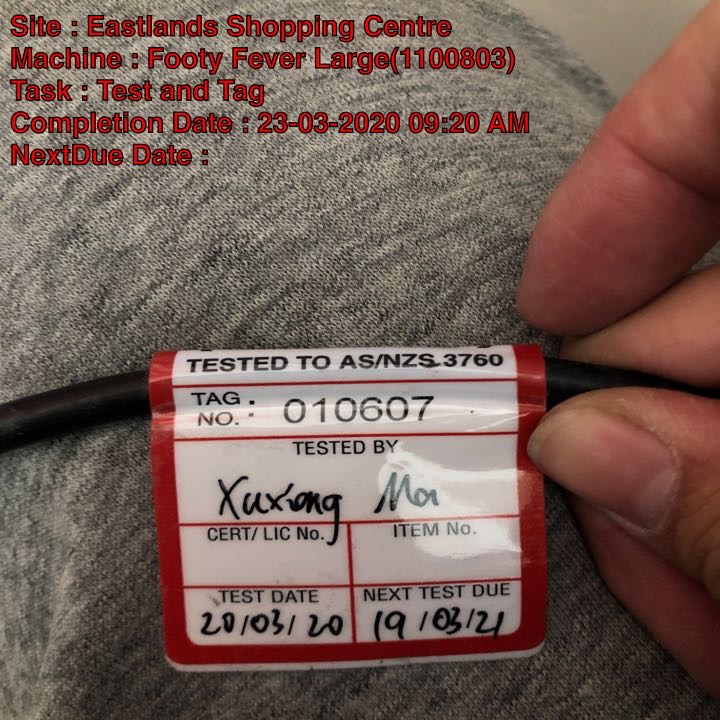 Site : Eastlands Shopping Centre
Machine : Footy Fever Large(1100803)
Task : Test and Tag
Completion Date : 23-03-2020 09:20 AM
NextDue Date :
TESTED TO AS/NZS 3760
TAG NO. : 010607
TESTED BY
Xuxiong Ma
CERT/ LIC No. ITEM No.
TEST DATE NEXT TEST DUE
20/03/20 19/03/21